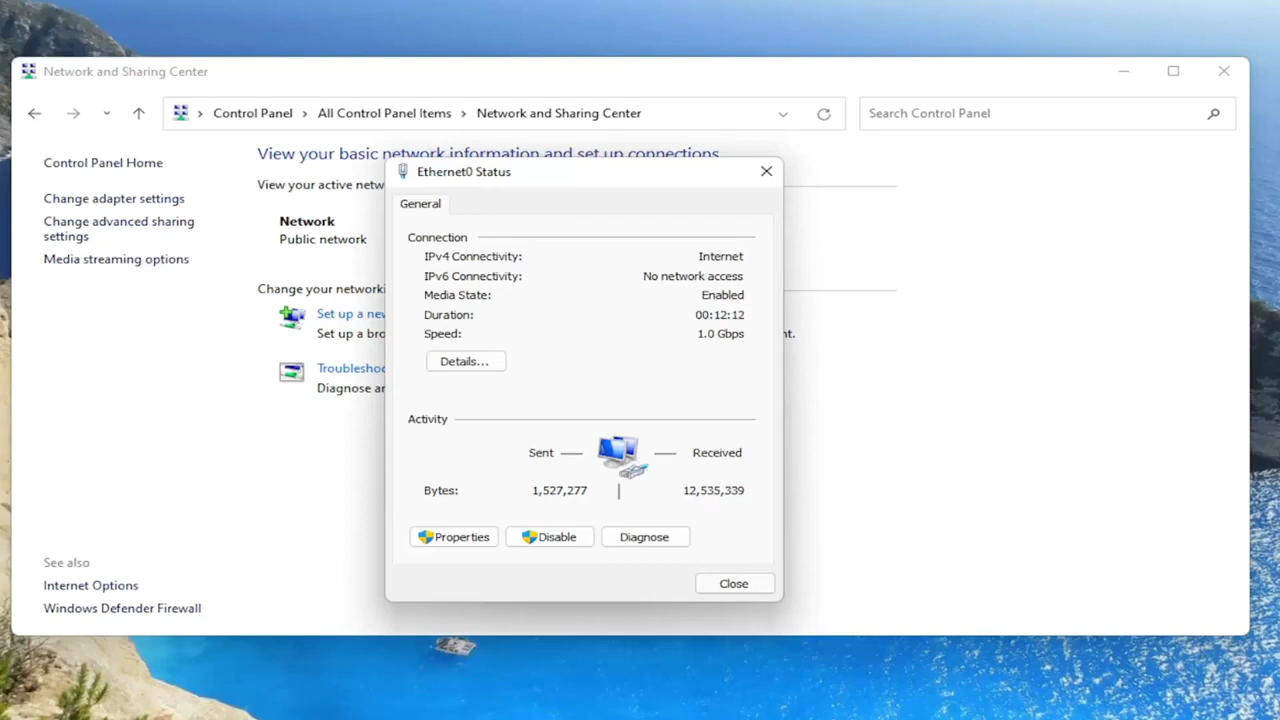 Network and Sharing Center
Control Panel > All Control Panel Items > Network and Sharing Center
Search Control Panel
Control Panel Home
Change adapter settings
Change advanced sharing
settings
Media streaming options
See also
Internet Options
Windows Defender Firewall
View your basic network information and set up connections
View your active netw
Network
Public network
Change your networki
Set up a new
Set up a bro
nt.
Troubleshoo
Diagnose ar
Ethernet0 Status
General
Connection
IPv4 Connectivity: Internet
IPv6 Connectivity: No network access
Media State: Enabled
Duration: 00:12:12
Speed: 1.0 Gbps
Details...
Activity
Sent — — Received
Bytes: 1,527,277 | 12,535,339
Properties Disable Diagnose
Close